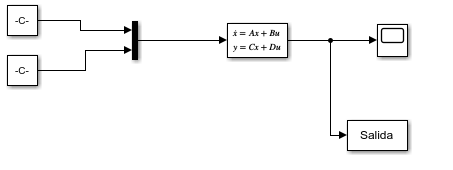 -C-
-C-
ẋ = Ax + Bu
y = Cx + Du
Salida